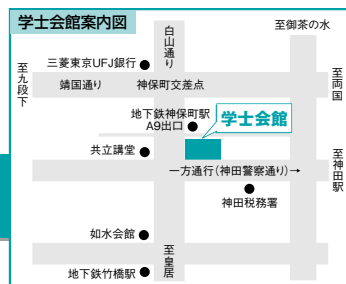 学士会館案内図
白山通り
至御茶の水
三菱東京UFJ銀行
至九段下
靖国通り
神保町交差点
至両国
地下鉄神保町駅
A9出口
学士会館
共立講堂
一方通行(神田警察通り)→
至神田駅
神田税務署
如水会館
至皇居
地下鉄竹橋駅